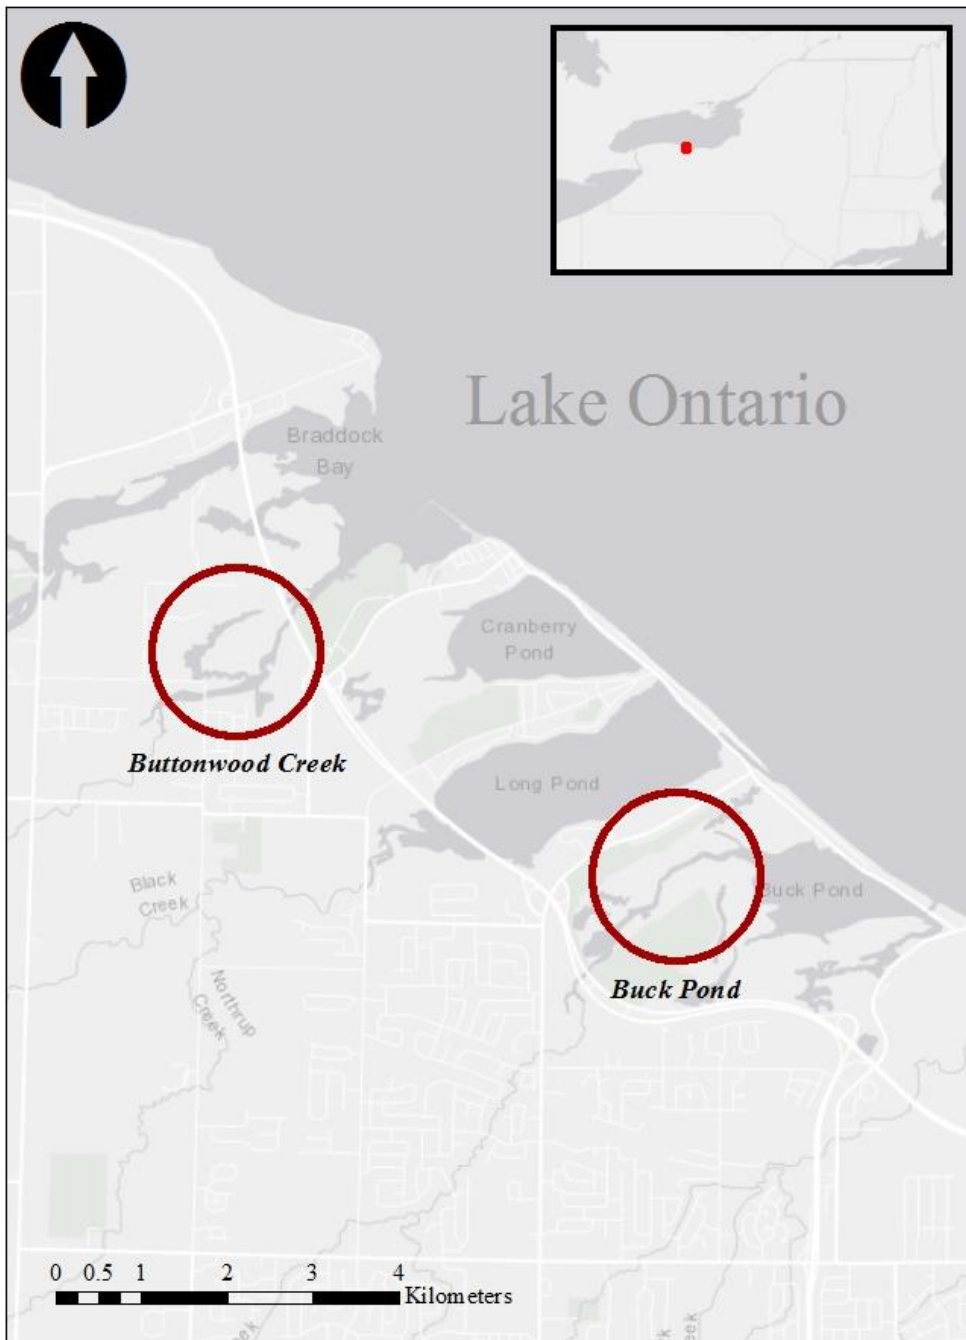 Lake Ontario
Braddock
Bay
Cranberry
Pond
Buttonwood Creek
Long Pond
Black
Creek
Buck Pond
Buck Pond
Northrup
Creek
0 0.5 1 2 3 4
Kilometers